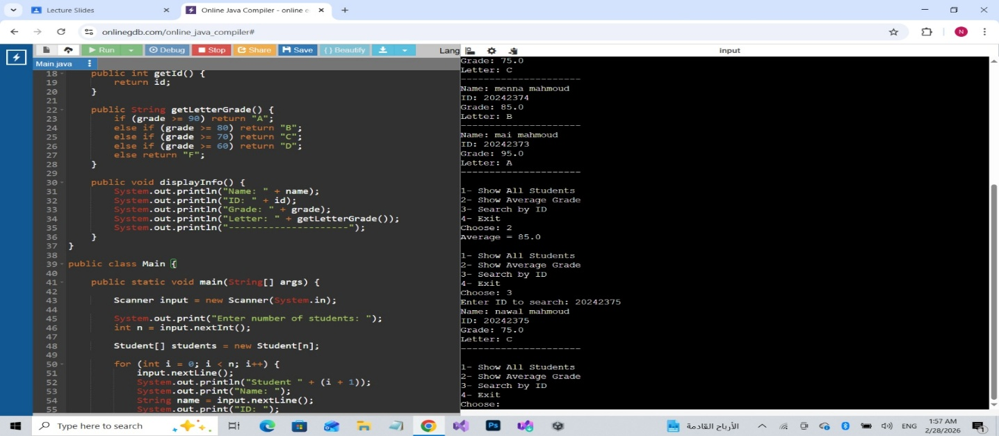 Lecture Slides
Online Java Compiler - online e
onlinegdb.com/online_java_compiler#
N
Run
Debug
Stop
Share
Save
{ } Beautify
Lang
input
Main.java
18 public int getId() {
19 return id;
20 }
21
22 public String getLetterGrade() {
23 if (grade >= 90) return "A";
24 else if (grade >= 80) return "B";
25 else if (grade >= 70) return "C";
26 else if (grade >= 60) return "D";
27 else return "F";
28 }
29
30 public void displayInfo() {
31 System.out.println("Name: " + name);
32 System.out.println("ID: " + id);
33 System.out.println("Grade: " + grade);
34 System.out.println("Letter: " + getLetterGrade());
35 System.out.println("---------------------");
36 }
37 }
38
39 public class Main {
40
41 public static void main(String[] args) {
42
43 Scanner input = new Scanner(System.in);
44
45 System.out.print("Enter number of students: ");
46 int n = input.nextInt();
47
48 Student[] students = new Student[n];
49
50 for (int i = 0; i < n; i++) {
51 input.nextLine();
52 System.out.println("Student " + (i + 1));
53 System.out.print("Name: ");
54 String name = input.nextLine();
55 System.out.print("ID: ");
Grade: 75.0
Letter: C
---------------------
Name: menna mahmoud
ID: 20242374
Grade: 85.0
Letter: B
---------------------
Name: mai mahmoud
ID: 20242373
Grade: 95.0
Letter: A
---------------------
1- Show All Students
2- Show Average Grade
3- Search by ID
4- Exit
Choose: 2
Average = 85.0
1- Show All Students
2- Show Average Grade
3- Search by ID
4- Exit
Choose: 3
Enter ID to search: 20242375
Name: nawal mahmoud
ID: 20242375
Grade: 75.0
Letter: C
---------------------
1- Show All Students
2- Show Average Grade
3- Search by ID
4- Exit
Choose:
Type here to search
Ps
الأرباح القادمة
ENG
1:57 AM
2/28/2026
1